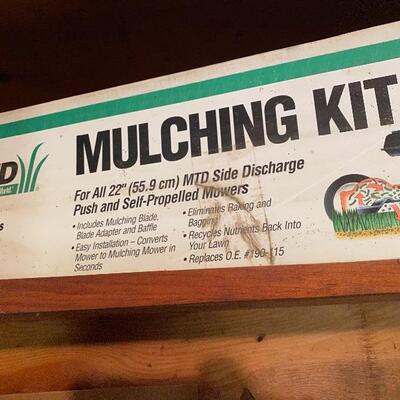 MULCHING KIT
For All 22" (55.9 cm) MTD Side Discharge
Push and Self-Propelled Mowers
• Includes Mulching Blade,
Blade Adapter and Baffle
• Easy Installation – Converts
Mower to Mulching Mower in
Seconds
• Eliminates Raking and
Bagging
• Recycles Nutrients Back Into
Your Lawn
• Replaces O.E. #190-115
TD
World.
s